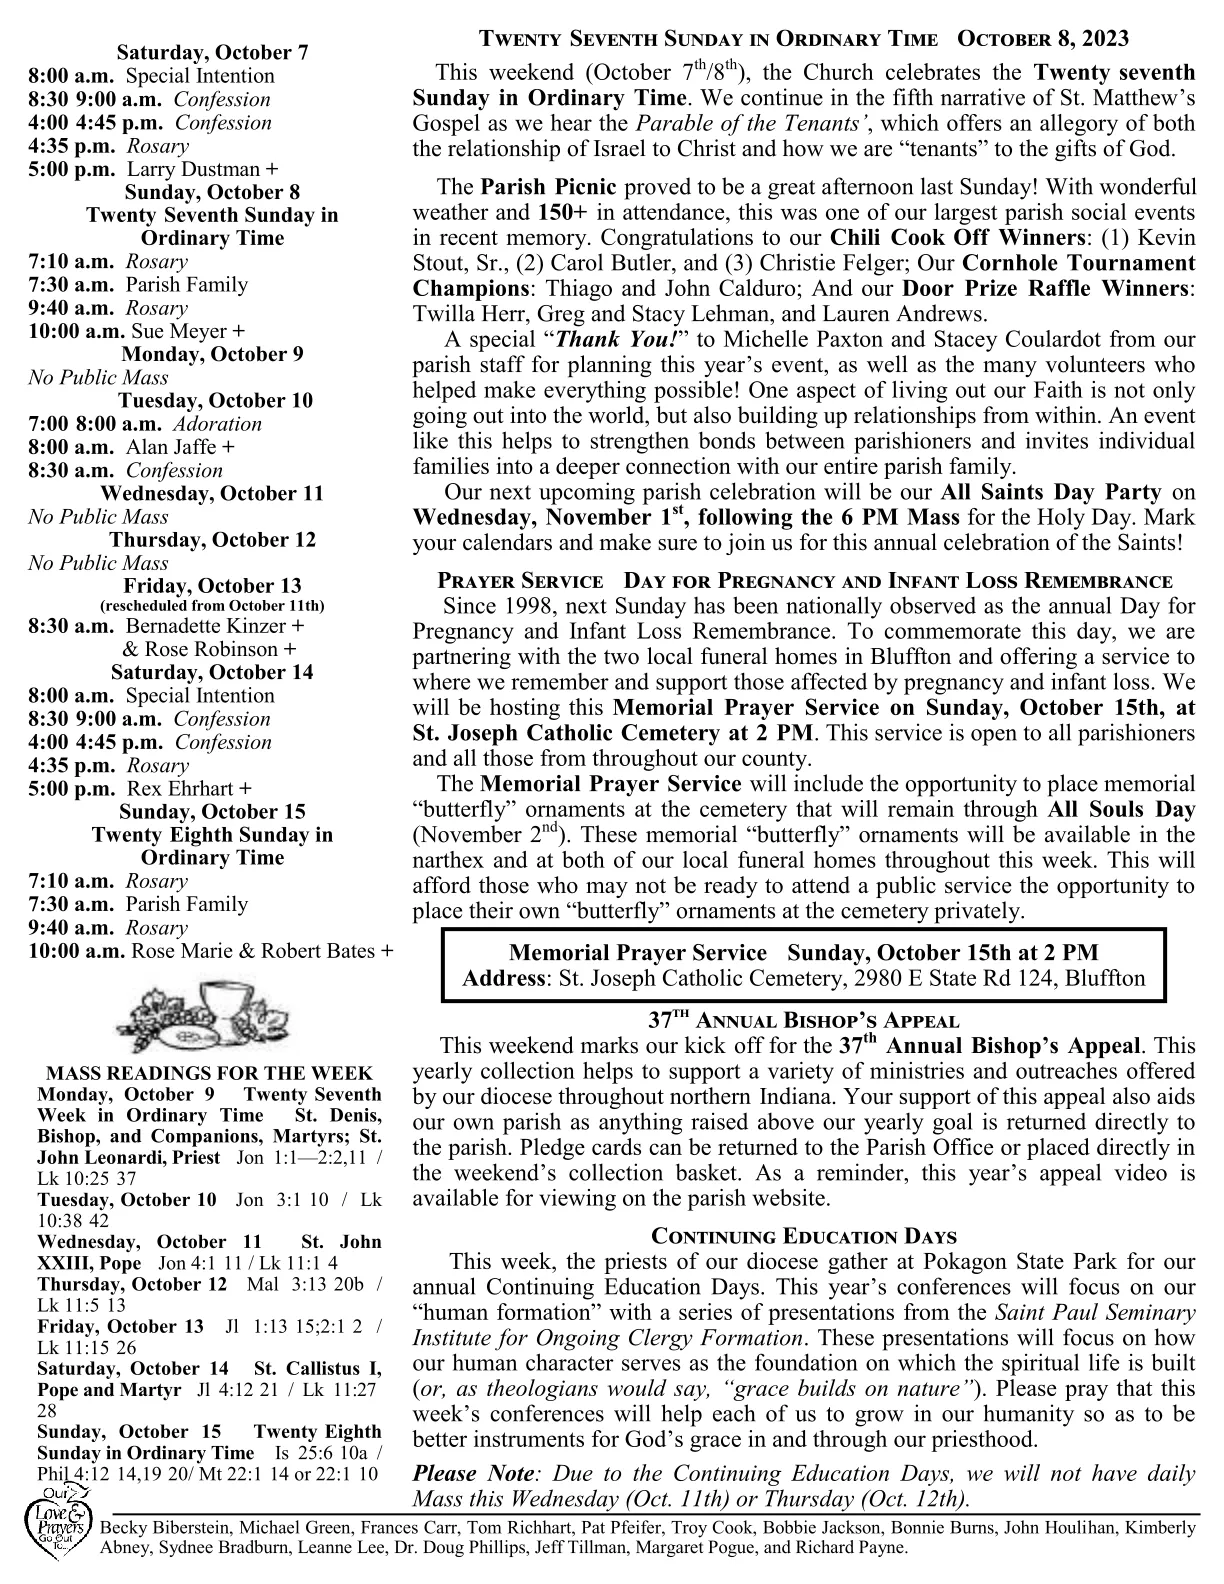 Saturday, October 7
8:00 a.m. Special Intention
8:30 9:00 a.m. Confession
4:00 4:45 p.m. Confession
4:35 p.m. Rosary
5:00 p.m. Larry Dustman +
Sunday, October 8
Twenty Seventh Sunday in
Ordinary Time
7:10 a.m. Rosary
7:30 a.m. Parish Family
9:40 a.m. Rosary
10:00 a.m. Sue Meyer +
Monday, October 9
No Public Mass
Tuesday, October 10
7:00 8:00 a.m. Adoration
8:00 a.m. Alan Jaffe +
8:30 a.m. Confession
Wednesday, October 11
No Public Mass
Thursday, October 12
No Public Mass
Friday, October 13
(rescheduled from October 11th)
8:30 a.m. Bernadette Kinzer +
& Rose Robinson +
Saturday, October 14
8:00 a.m. Special Intention
8:30 9:00 a.m. Confession
4:00 4:45 p.m. Confession
4:35 p.m. Rosary
5:00 p.m. Rex Ehrhart +
Sunday, October 15
Twenty Eighth Sunday in
Ordinary Time
7:10 a.m. Rosary
7:30 a.m. Parish Family
9:40 a.m. Rosary
10:00 a.m. Rose Marie & Robert Bates +
MASS READINGS FOR THE WEEK
Monday, October 9 Twenty Seventh
Week in Ordinary Time St. Denis,
Bishop, and Companions, Martyrs; St.
John Leonardi, Priest Jon 1:1—2:2,11 /
Lk 10:25 37
Tuesday, October 10 Jon 3:1 10 / Lk
10:38 42
Wednesday, October 11 St. John
XXIII, Pope Jon 4:1 11 / Lk 11:1 4
Thursday, October 12 Mal 3:13 20b /
Lk 11:5 13
Friday, October 13 Jl 1:13 15;2:1 2 /
Lk 11:15 26
Saturday, October 14 St. Callistus I,
Pope and Martyr Jl 4:12 21 / Lk 11:27
28
Sunday, October 15 Twenty Eighth
Sunday in Ordinary Time Is 25:6 10a /
Phil 4:12 14,19 20/ Mt 22:1 14 or 22:1 10
Twenty Seventh Sunday in Ordinary Time October 8, 2023
This weekend (October 7th/8th), the Church celebrates the Twenty seventh
Sunday in Ordinary Time. We continue in the fifth narrative of St. Matthew’s
Gospel as we hear the Parable of the Tenants’, which offers an allegory of both
the relationship of Israel to Christ and how we are “tenants” to the gifts of God.
The Parish Picnic proved to be a great afternoon last Sunday! With wonderful
weather and 150+ in attendance, this was one of our largest parish social events
in recent memory. Congratulations to our Chili Cook Off Winners: (1) Kevin
Stout, Sr., (2) Carol Butler, and (3) Christie Felger; Our Cornhole Tournament
Champions: Thiago and John Calduro; And our Door Prize Raffle Winners:
Twilla Herr, Greg and Stacy Lehman, and Lauren Andrews.
A special “Thank You!” to Michelle Paxton and Stacey Coulardot from our
parish staff for planning this year’s event, as well as the many volunteers who
helped make everything possible! One aspect of living out our Faith is not only
going out into the world, but also building up relationships from within. An event
like this helps to strengthen bonds between parishioners and invites individual
families into a deeper connection with our entire parish family.
Our next upcoming parish celebration will be our All Saints Day Party on
Wednesday, November 1st, following the 6 PM Mass for the Holy Day. Mark
your calendars and make sure to join us for this annual celebration of the Saints!
Prayer Service Day for Pregnancy and Infant Loss Remembrance
Since 1998, next Sunday has been nationally observed as the annual Day for
Pregnancy and Infant Loss Remembrance. To commemorate this day, we are
partnering with the two local funeral homes in Bluffton and offering a service to
where we remember and support those affected by pregnancy and infant loss. We
will be hosting this Memorial Prayer Service on Sunday, October 15th, at
St. Joseph Catholic Cemetery at 2 PM. This service is open to all parishioners
and all those from throughout our county.
The Memorial Prayer Service will include the opportunity to place memorial
“butterfly” ornaments at the cemetery that will remain through All Souls Day
(November 2nd). These memorial “butterfly” ornaments will be available in the
narthex and at both of our local funeral homes throughout this week. This will
afford those who may not be ready to attend a public service the opportunity to
place their own “butterfly” ornaments at the cemetery privately.
Memorial Prayer Service Sunday, October 15th at 2 PM
Address: St. Joseph Catholic Cemetery, 2980 E State Rd 124, Bluffton
37th Annual Bishop’s Appeal
This weekend marks our kick off for the 37th Annual Bishop’s Appeal. This
yearly collection helps to support a variety of ministries and outreaches offered
by our diocese throughout northern Indiana. Your support of this appeal also aids
our own parish as anything raised above our yearly goal is returned directly to
the parish. Pledge cards can be returned to the Parish Office or placed directly in
the weekend’s collection basket. As a reminder, this year’s appeal video is
available for viewing on the parish website.
Continuing Education Days
This week, the priests of our diocese gather at Pokagon State Park for our
annual Continuing Education Days. This year’s conferences will focus on our
“human formation” with a series of presentations from the Saint Paul Seminary
Institute for Ongoing Clergy Formation. These presentations will focus on how
our human character serves as the foundation on which the spiritual life is built
(or, as theologians would say, “grace builds on nature”). Please pray that this
week’s conferences will help each of us to grow in our humanity so as to be
better instruments for God’s grace in and through our priesthood.
Please Note: Due to the Continuing Education Days, we will not have daily
Mass this Wednesday (Oct. 11th) or Thursday (Oct. 12th).
Our
Love &
Prayers
Go Out
To...
Becky Biberstein, Michael Green, Frances Carr, Tom Richhart, Pat Pfeifer, Troy Cook, Bobbie Jackson, Bonnie Burns, John Houlihan, Kimberly
Abney, Sydnee Bradburn, Leanne Lee, Dr. Doug Phillips, Jeff Tillman, Margaret Pogue, and Richard Payne.